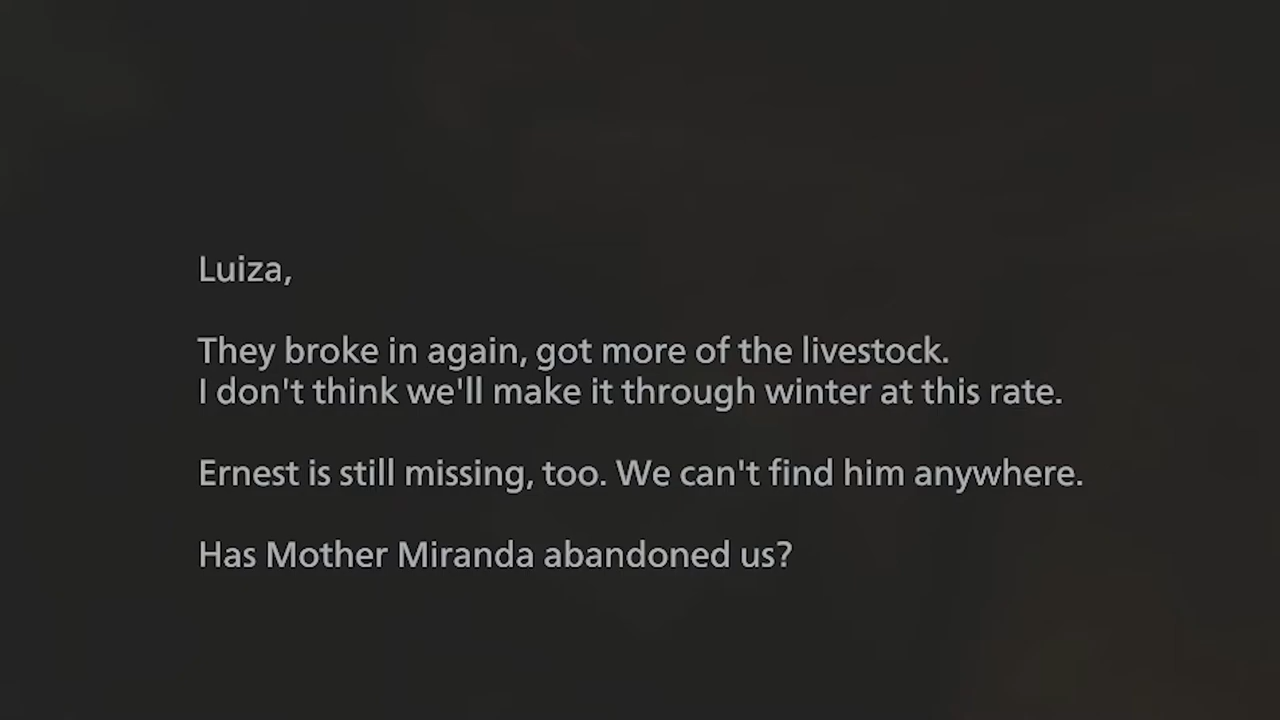 Luiza,
They broke in again, got more of the livestock.
I don't think we'll make it through winter at this rate.
Ernest is still missing, too. We can't find him anywhere.
Has Mother Miranda abandoned us?